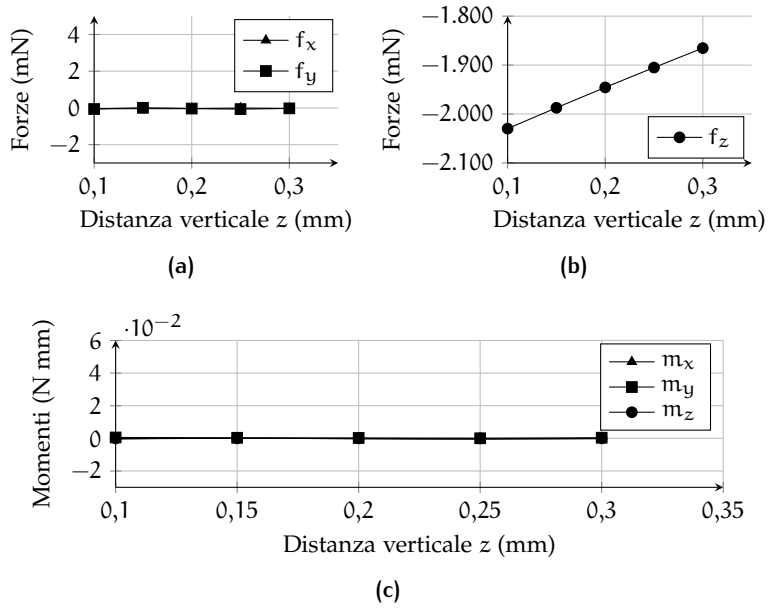 4
2
0
−2
0,1
0,2
0,3
Forze (mN)
Distanza verticale z (mm)
f_x
f_y
(a)
−1.800
−1.900
−2.000
−2.100
0,1
0,2
0,3
Forze (mN)
Distanza verticale z (mm)
f_z
(b)
·10^−2
6
4
2
0
−2
0,1
0,15
0,2
0,25
0,3
0,35
Momenti (N mm)
Distanza verticale z (mm)
m_x
m_y
m_z
(c)